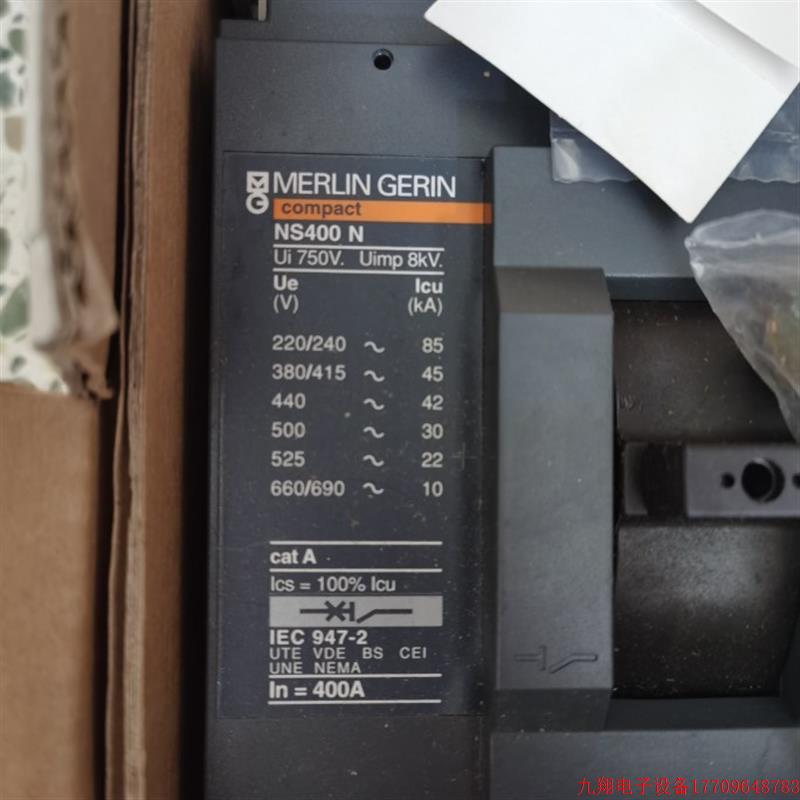 MG MERLIN GERIN
compact
NS400 N
Ui 750V. Uimp 8kV.
Ue Icu
(V) (kA)
220/240 ~ 85
380/415 ~ 45
440 ~ 42
500 ~ 30
525 ~ 22
660/690 ~ 10
cat A
Ics = 100% Icu
IEC 947-2
UTE VDE BS CEI
UNE NEMA
In = 400A
九翔电子设备17709648783